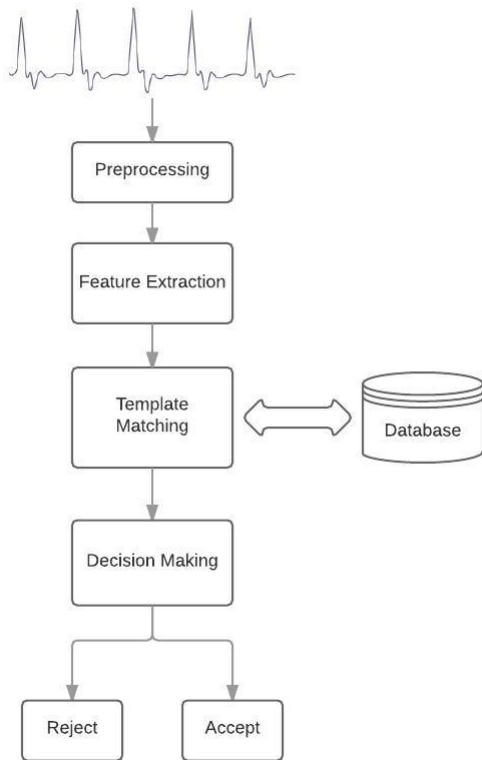 Preprocessing
Feature Extraction
Template
Matching
Database
Decision Making
Reject
Accept